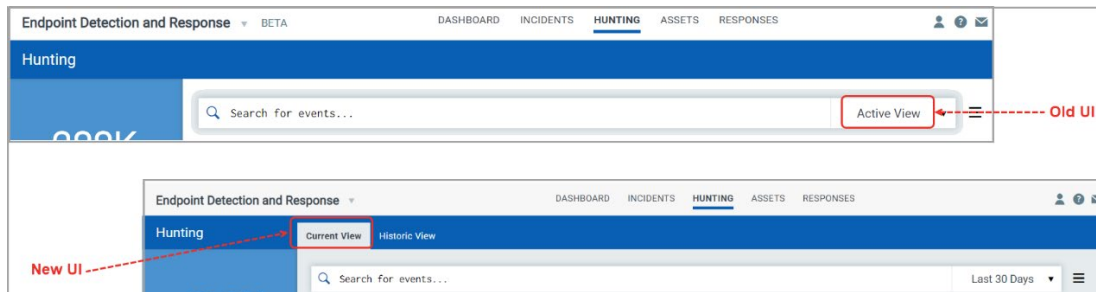 Endpoint Detection and Response BETA DASHBOARD INCIDENTS HUNTING ASSETS RESPONSES
Hunting
Search for events... Active View Old UI
Endpoint Detection and Response DASHBOARD INCIDENTS HUNTING ASSETS RESPONSES
Hunting Current View Historic View
New UI
Search for events... Last 30 Days